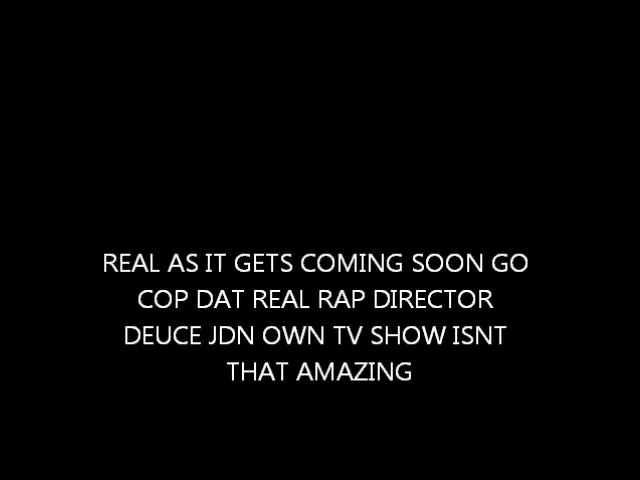 REAL AS IT GETS COMING SOON GO
COP DAT REAL RAP DIRECTOR
DEUCE JDN OWN TV SHOW ISNT
THAT AMAZING